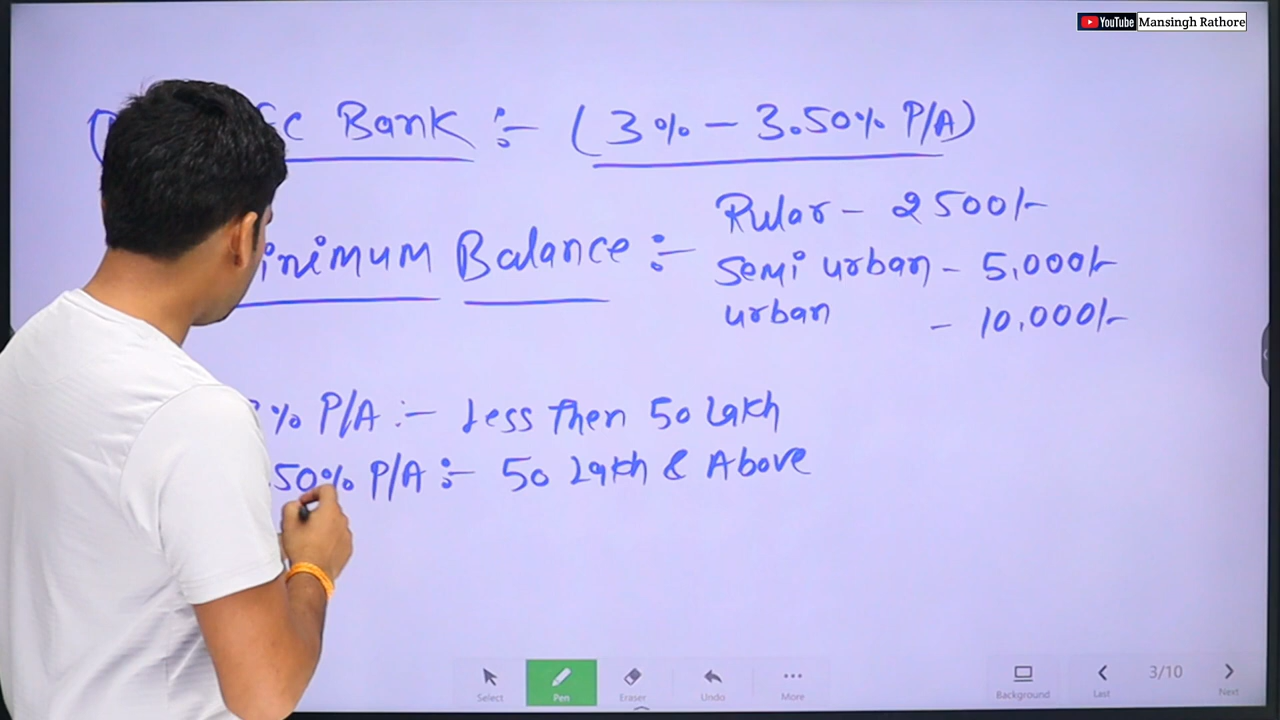 YouTube Mansingh Rathore
Bank :- (3% - 3.50% P/A)
Rular - 2500/-
Balance :- Semi urban - 5,000/-
urban - 10,000/-
% P/A :- Less then 50 Lakh
.50% P/A :- 50 Lakh & Above
Select Pen Eraser Undo More
Background Last 3/10 Next